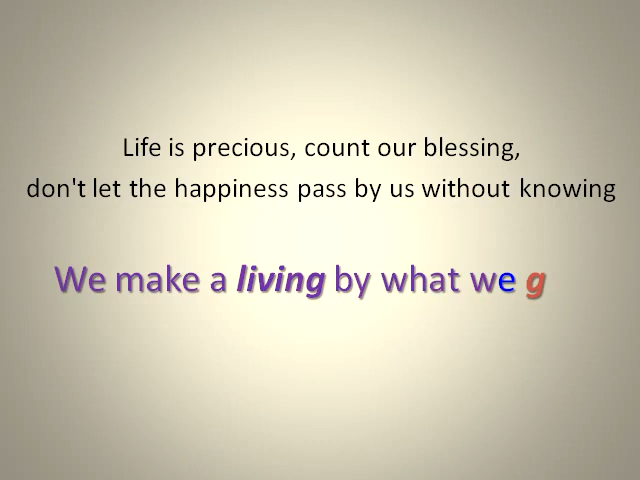 Life is precious, count our blessing,
don't let the happiness pass by us without knowing
We make a living by what we g